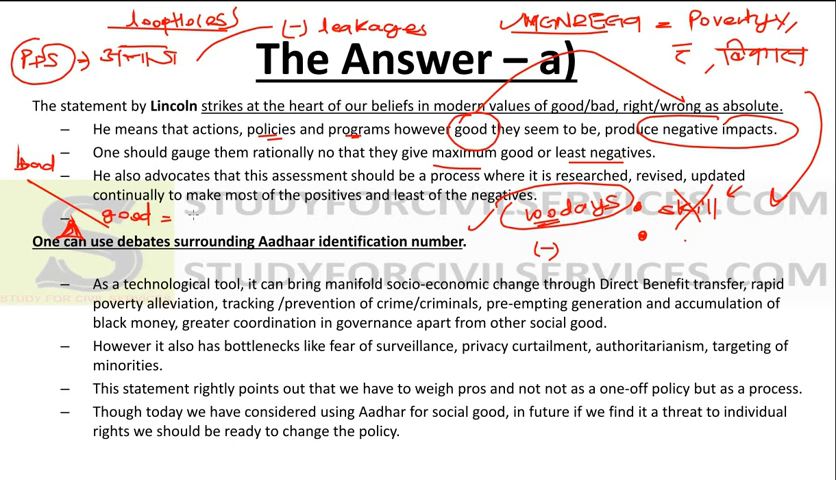 loopholes
(-) leakages
MGNREGA = Poverty x,
PDS → अनाज
₹, विकास
The Answer – a)
The statement by Lincoln strikes at the heart of our beliefs in modern values of good/bad, right/wrong as absolute.
– He means that actions, policies and programs however good they seem to be, produce negative impacts.
– One should gauge them rationally no that they give maximum good or least negatives.
bad
– He also advocates that this assessment should be a process where it is researched, revised, updated
continually to make most of the positives and least of the negatives.
– good =
100days • skill
STUDYFORCIVILSERVICES.COM
One can use debates surrounding Aadhaar identification number.
(-)
STUDYFORCIVILSERVICES.COM
– As a technological tool, it can bring manifold socio-economic change through Direct Benefit transfer, rapid
STUDY FOR CIVIL SERVICES
poverty alleviation, tracking /prevention of crime/criminals, pre-empting generation and accumulation of
black money, greater coordination in governance apart from other social good.
– However it also has bottlenecks like fear of surveillance, privacy curtailment, authoritarianism, targeting of
minorities.
– This statement rightly points out that we have to weigh pros and not not as a one-off policy but as a process.
– Though today we have considered using Aadhar for social good, in future if we find it a threat to individual
rights we should be ready to change the policy.